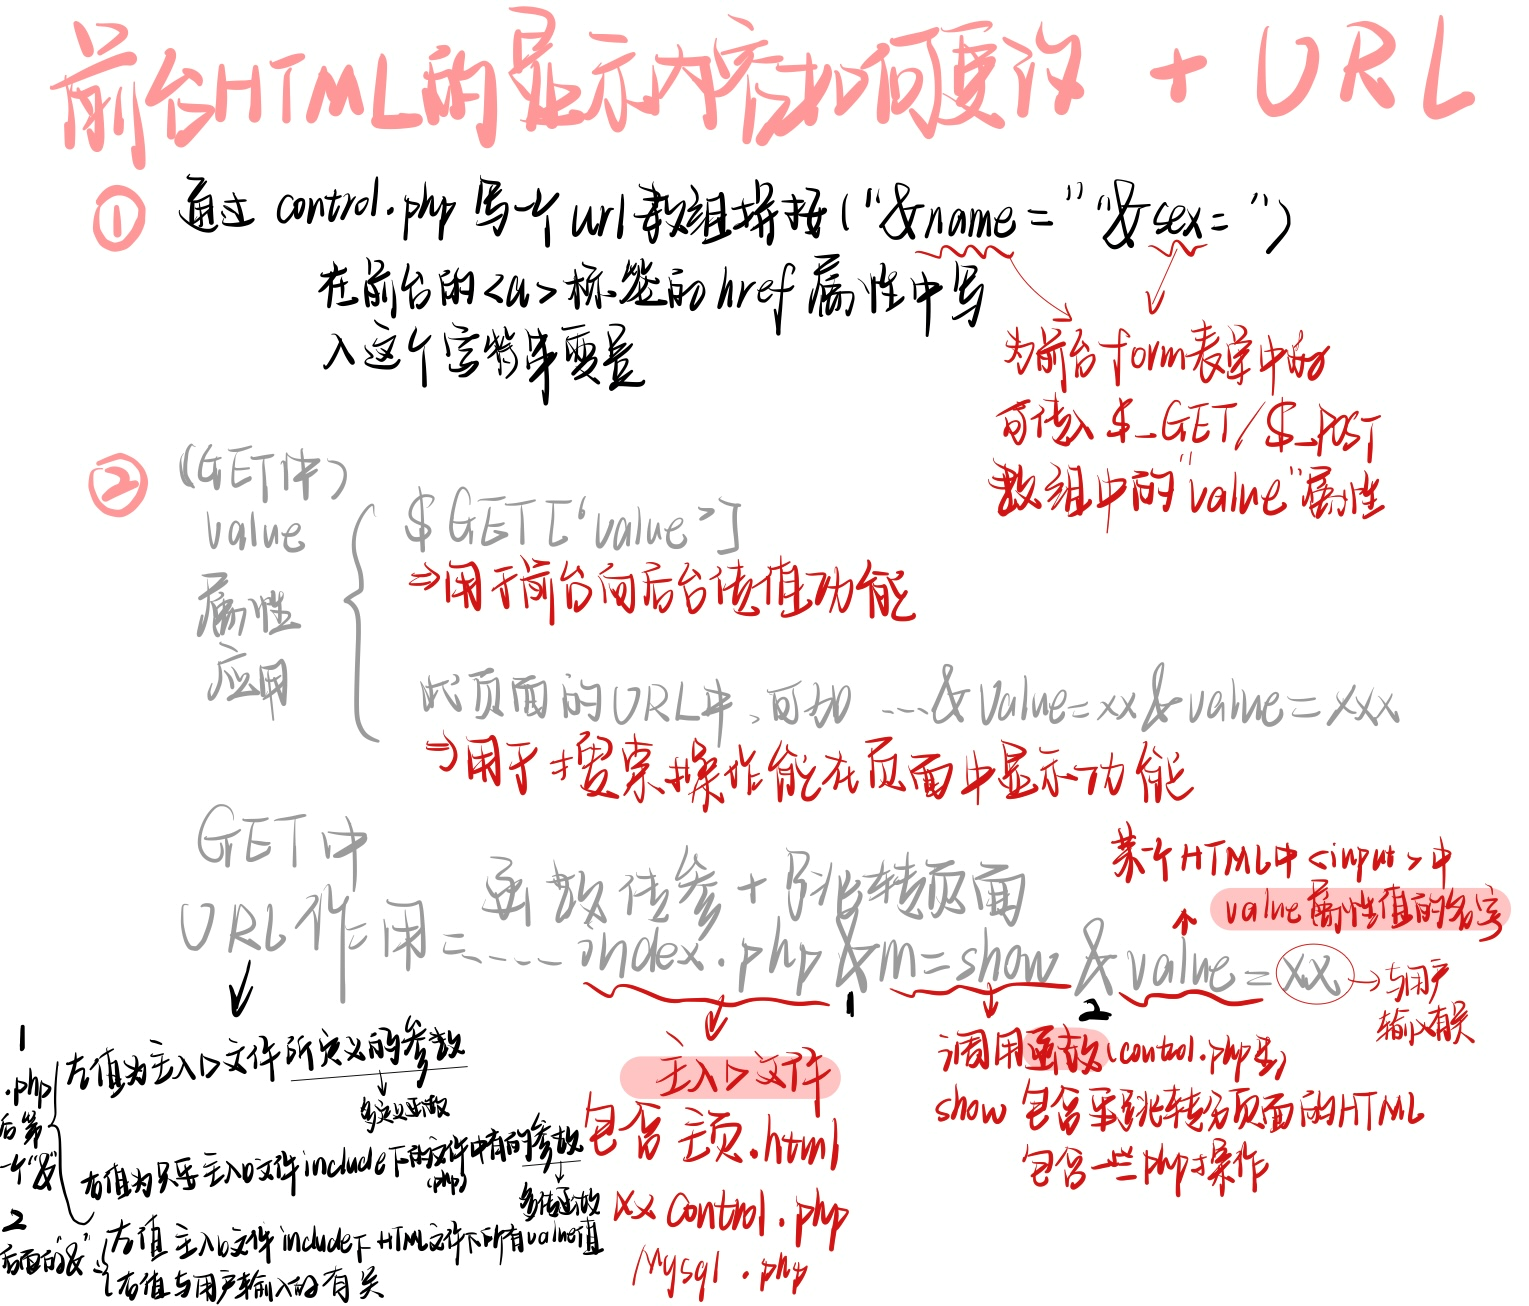 前台HTML的显示内容如何更改 + URL
① 通过 control.php 写一个 url 数组拼接 ("&name=" "&sex=")
在前台的<a>标签的 href 属性中写
入这个字符串变量
为前台 form表单中的
可传入 $_GET/$_POST
数组中的"value"属性
② (GET中)
value
属性
应用
$GET['value']
⇒用于前台向后台传值功能
此页面的URL中、可加 ....&value=xx&value=xxx
⇒用于搜索操作能在页面中显示功能
GET中
URL作用 = 函数传参 + 跳转页面
..... index.php &m=show &value=xx
某一个HTML中<input>中
value属性值的名字
→与用户
输入有关
1
2
主入口文件
包含 主页.html
xx control.php
Mysql.php
调用函数(control.php里)
show 包含要跳转分页面的HTML
包含一些php操作
1
.php
后第
一个"&"
左值为主入口文件所定义的参数
多定义函数
右值为只要主入口文件include下的文件中有的参数
(php)
多传函数
2
后面的"&"
左值 主入口文件include下HTML文件下所有value值
右值与用户输入的有关